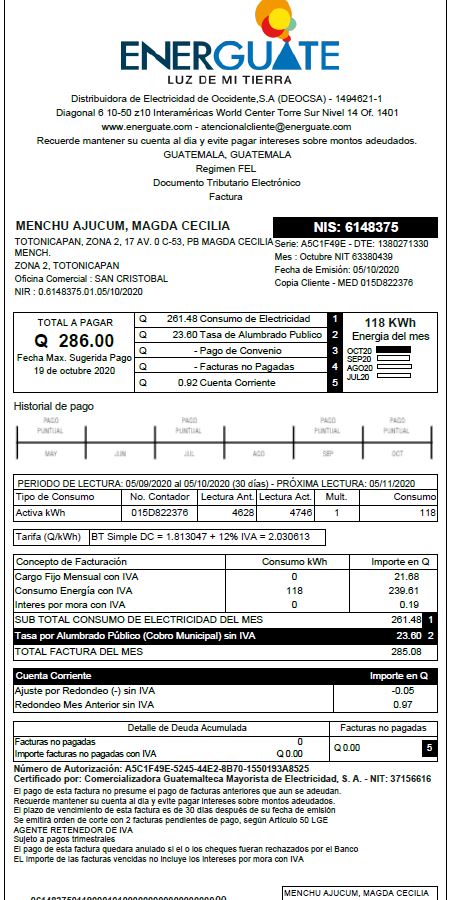 ENERGUATE
LUZ DE MI TIERRA
Distribuidora de Electricidad de Occidente,S.A (DEOCSA) - 1494621-1
Diagonal 6 10-50 z10 Interaméricas World Center Torre Sur Nivel 14 Of. 1401
www.energuate.com - atencionalcliente@energuate.com
Recuerde mantener su cuenta al dia y evite pagar intereses sobre montos adeudados.
GUATEMALA, GUATEMALA
Regimen FEL
Documento Tributario Electrónico
Factura
MENCHU AJUCUM, MAGDA CECILIA
NIS: 6148375
TOTONICAPAN, ZONA 2, 17 AV. 0 C-53, PB MAGDA CECILIA
MENCH.
ZONA 2, TOTONICAPAN
Oficina Comercial : SAN CRISTOBAL
NIR : 0.6148375.01.05/10/2020
Serie: A5C1F49E - DTE: 1380271330
Mes : Octubre NIT 63380439
Fecha de Emisión: 05/10/2020
Copia Cliente - MED 015D822376
TOTAL A PAGAR
Q 286.00
Fecha Max. Sugerida Pago
19 de octubre 2020
Q 261.48 Consumo de Electricidad 1
Q 23.60 Tasa de Alumbrado Publico 2
Q - Pago de Convenio 3
Q - Facturas no Pagadas 4
Q 0.92 Cuenta Corriente 5
118 KWh
Energia del mes
OCT20
SEP20
AGO20
JUL20
Historial de pago
PAGO PUNTUAL PAGO PUNTUAL PAGO PUNTUAL PAGO PUNTUAL
MAY JUN JUL AGO SEP OCT
PERIODO DE LECTURA: 05/09/2020 al 05/10/2020 (30 días) - PRÓXIMA LECTURA: 05/11/2020
Tipo de Consumo No. Contador Lectura Ant. Lectura Act. Mult. Consumo
Activa kWh 015D822376 4628 4746 1 118
Tarifa (Q/kWh) BT Simple DC = 1.813047 + 12% IVA = 2.030613
Concepto de Facturación Consumo kWh Importe en Q
Cargo Fijo Mensual con IVA 0 21.68
Consumo Energía con IVA 118 239.61
Interes por mora con IVA 0 0.19
SUB TOTAL CONSUMO DE ELECTRICIDAD DEL MES 261.48 1
Tasa por Alumbrado Público (Cobro Municipal) sin IVA 23.60 2
TOTAL FACTURA DEL MES 285.08
Cuenta Corriente Importe en Q
Ajuste por Redondeo (-) sin IVA -0.05
Redondeo Mes Anterior sin IVA 0.97
Detalle de Deuda Acumulada Facturas no pagadas
Facturas no pagadas 0
Importe facturas no pagadas con IVA Q 0.00
Q 0.00 5
Número de Autorización: A5C1F49E-5245-44E2-8B70-1550193A8525
Certificado por: Comercializadora Guatemalteca Mayorista de Electricidad, S. A. - NIT: 37156616
El pago de esta factura no presume el pago de facturas anteriores que aun se adeudan.
Recuerde mantener su cuenta al dia y evite pagar intereses sobre montos adeudados.
El plazo de vencimiento de esta factura es de 30 dias después de su fecha de emisión
Se emitirá orden de corte con 2 facturas pendientes de pago, según Articulo 50 LGE
AGENTE RETENEDOR DE IVA
Sujeto a pagos trimestrales
El pago de esta factura quedara anulado si el o los cheques fueran rechazados por el Banco
EL importe de las facturas vencidas no incluye los intereses por mora con IVA
MENCHU AJUCUM, MAGDA CECILIA